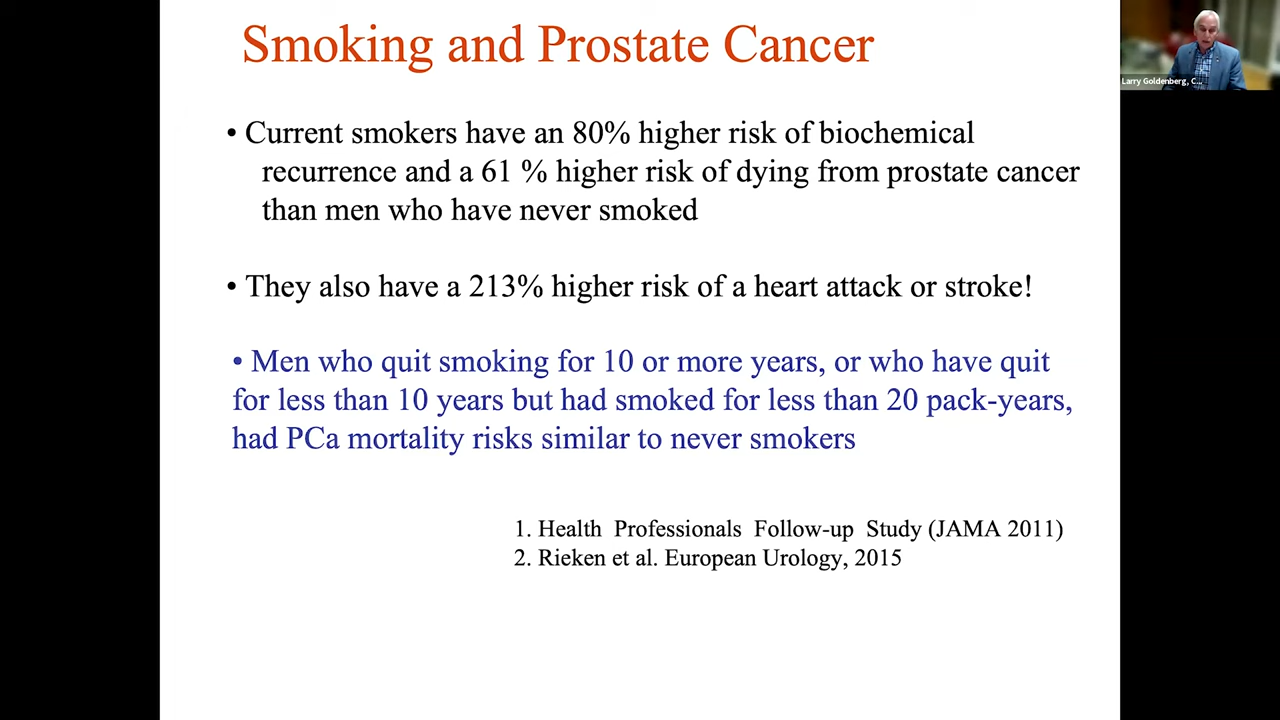 Smoking and Prostate Cancer
Larry Goldenberg, C...
• Current smokers have an 80% higher risk of biochemical
recurrence and a 61 % higher risk of dying from prostate cancer
than men who have never smoked
• They also have a 213% higher risk of a heart attack or stroke!
• Men who quit smoking for 10 or more years, or who have quit
for less than 10 years but had smoked for less than 20 pack-years,
had PCa mortality risks similar to never smokers
1. Health Professionals Follow-up Study (JAMA 2011)
2. Rieken et al. European Urology, 2015